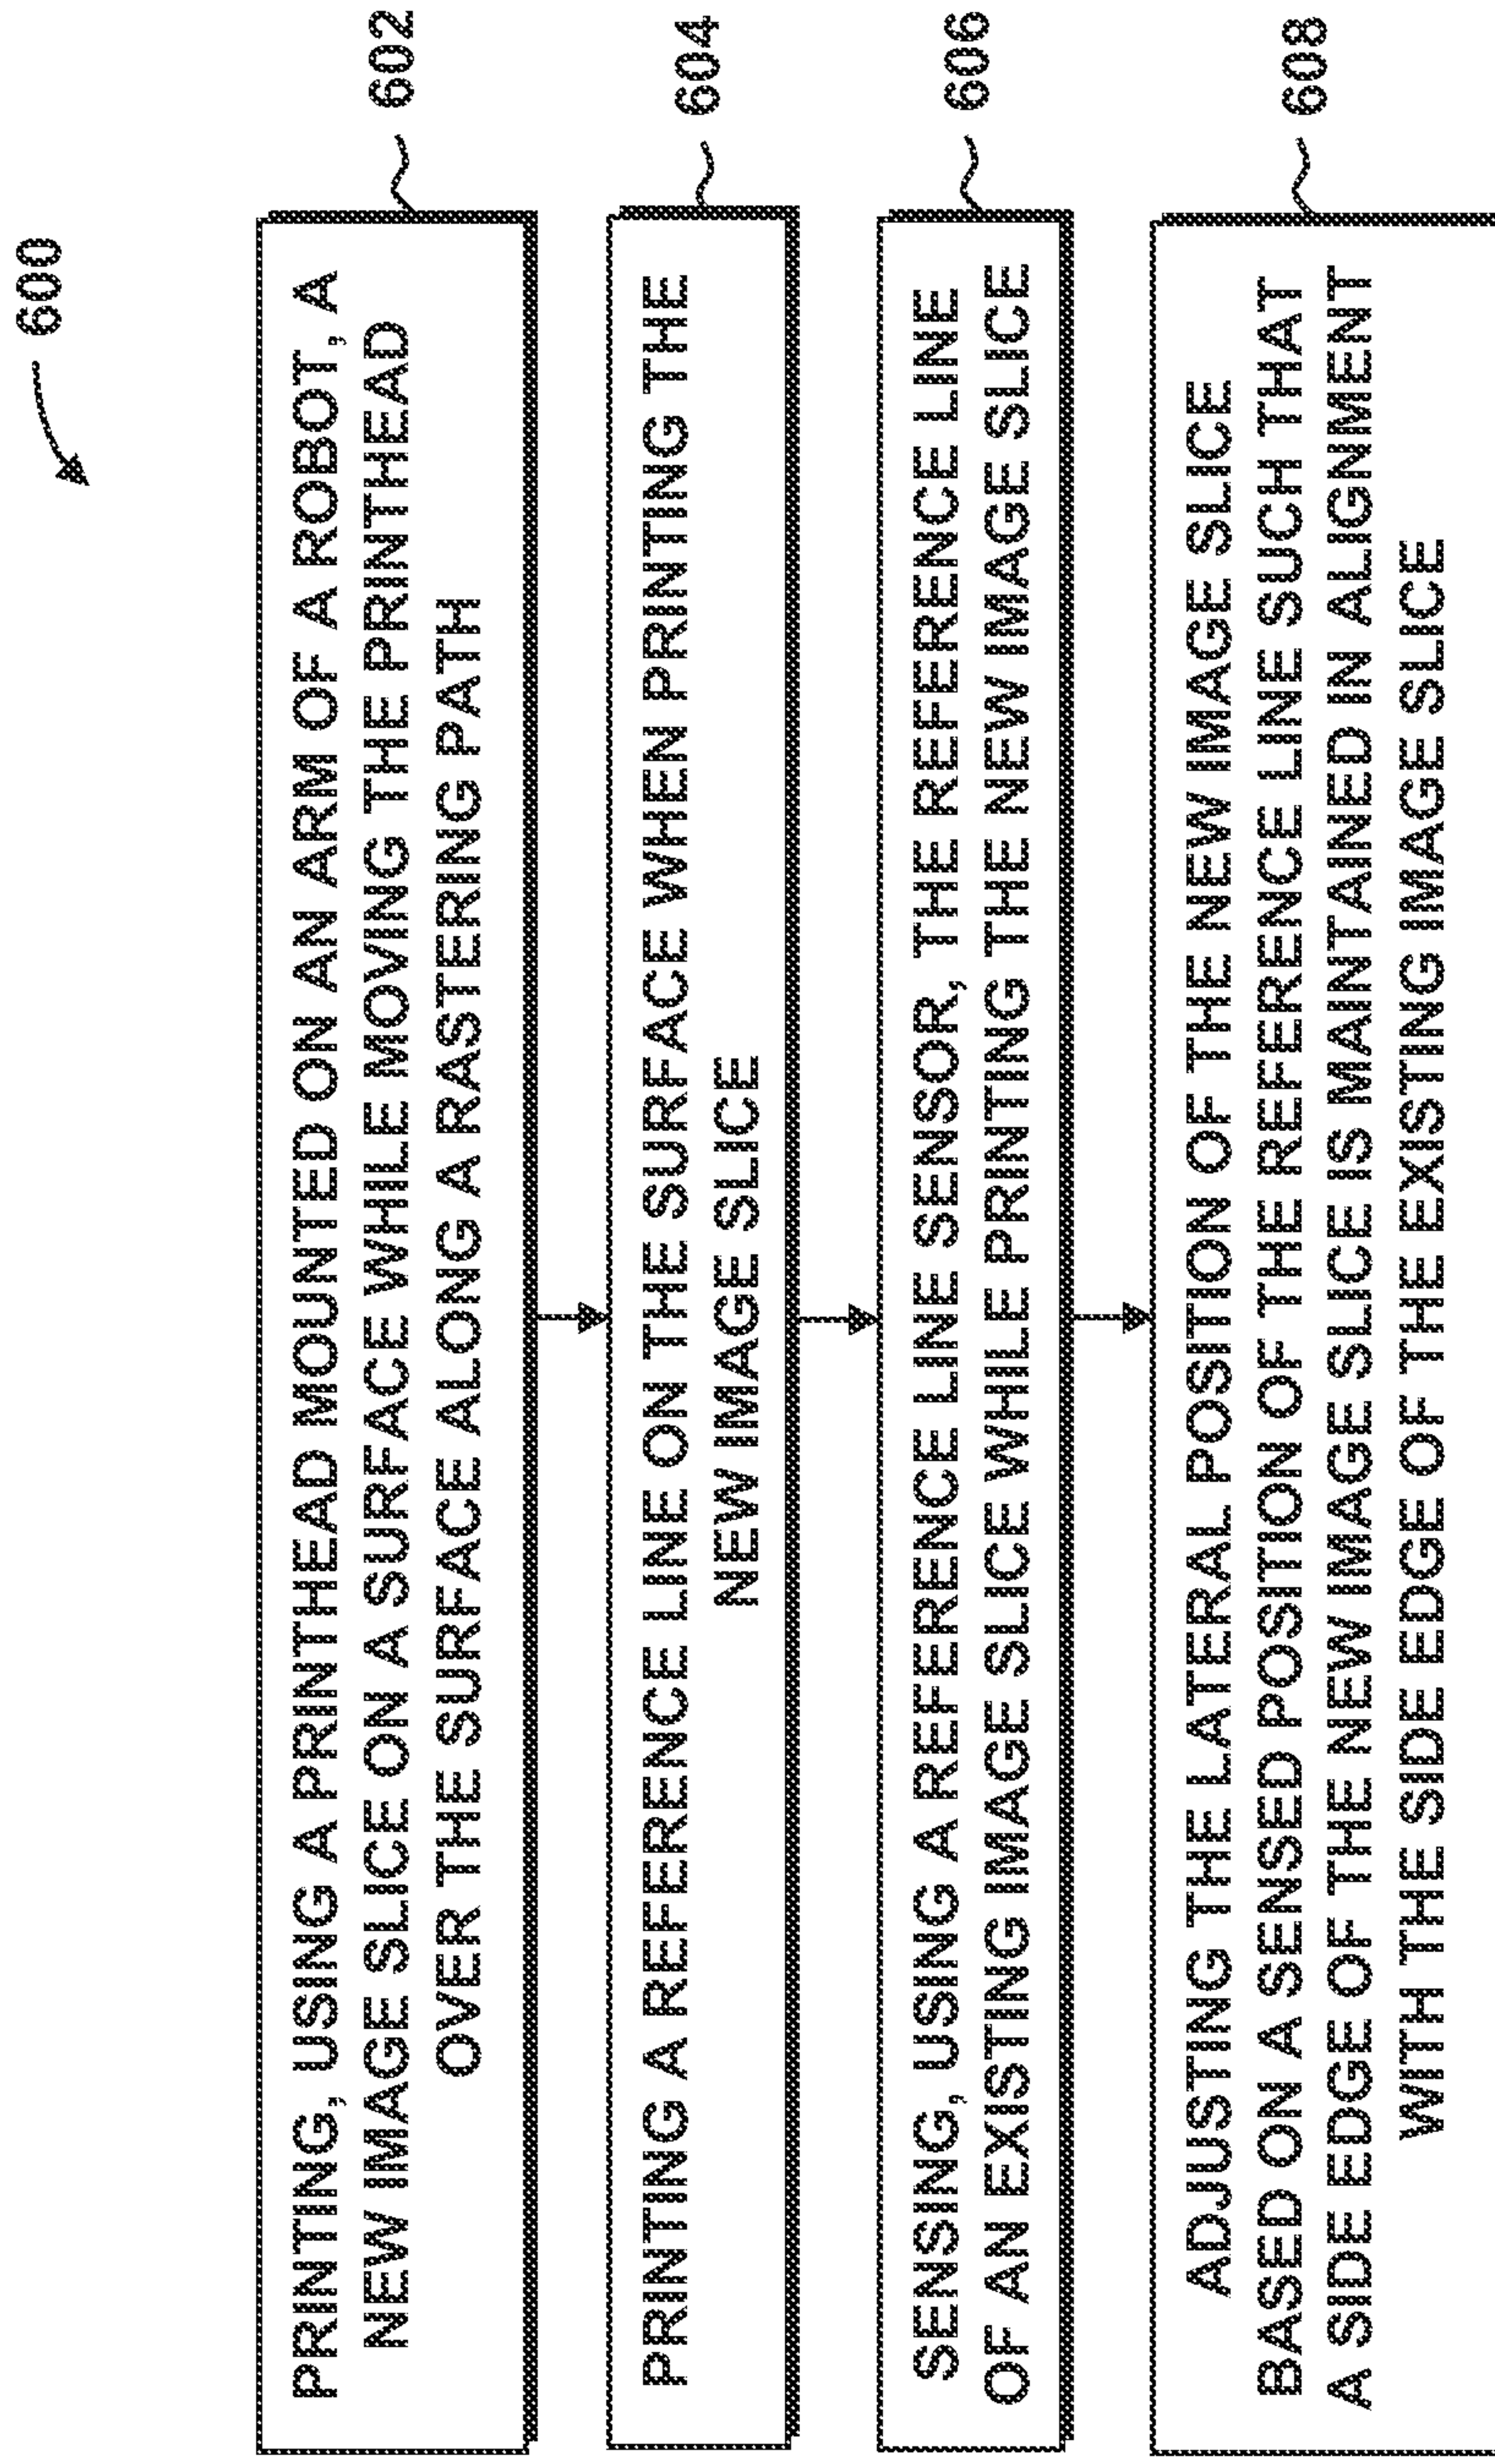 600
PRINTING, USING A PRINTHEAD MOUNTED ON AN ARM OF A ROBOT, A
NEW IMAGE SLICE ON A SURFACE WHILE MOVING THE PRINTHEAD
OVER THE SURFACE ALONG A RASTERING PATH
602
PRINTING A REFERENCE LINE ON THE SURFACE WHEN PRINTING THE
NEW IMAGE SLICE
604
SENSING, USING A REFERENCE LINE SENSOR, THE REFERENCE LINE
OF AN EXISTING IMAGE SLICE WHILE PRINTING THE NEW IMAGE SLICE
606
ADJUSTING THE LATERAL POSITION OF THE NEW IMAGE SLICE
BASED ON A SENSED POSITION OF THE REFERENCE LINE SUCH THAT
A SIDE EDGE OF THE NEW IMAGE SLICE IS MAINTAINED IN ALIGNMENT
WITH THE SIDE EDGE OF THE EXISTING IMAGE SLICE
608